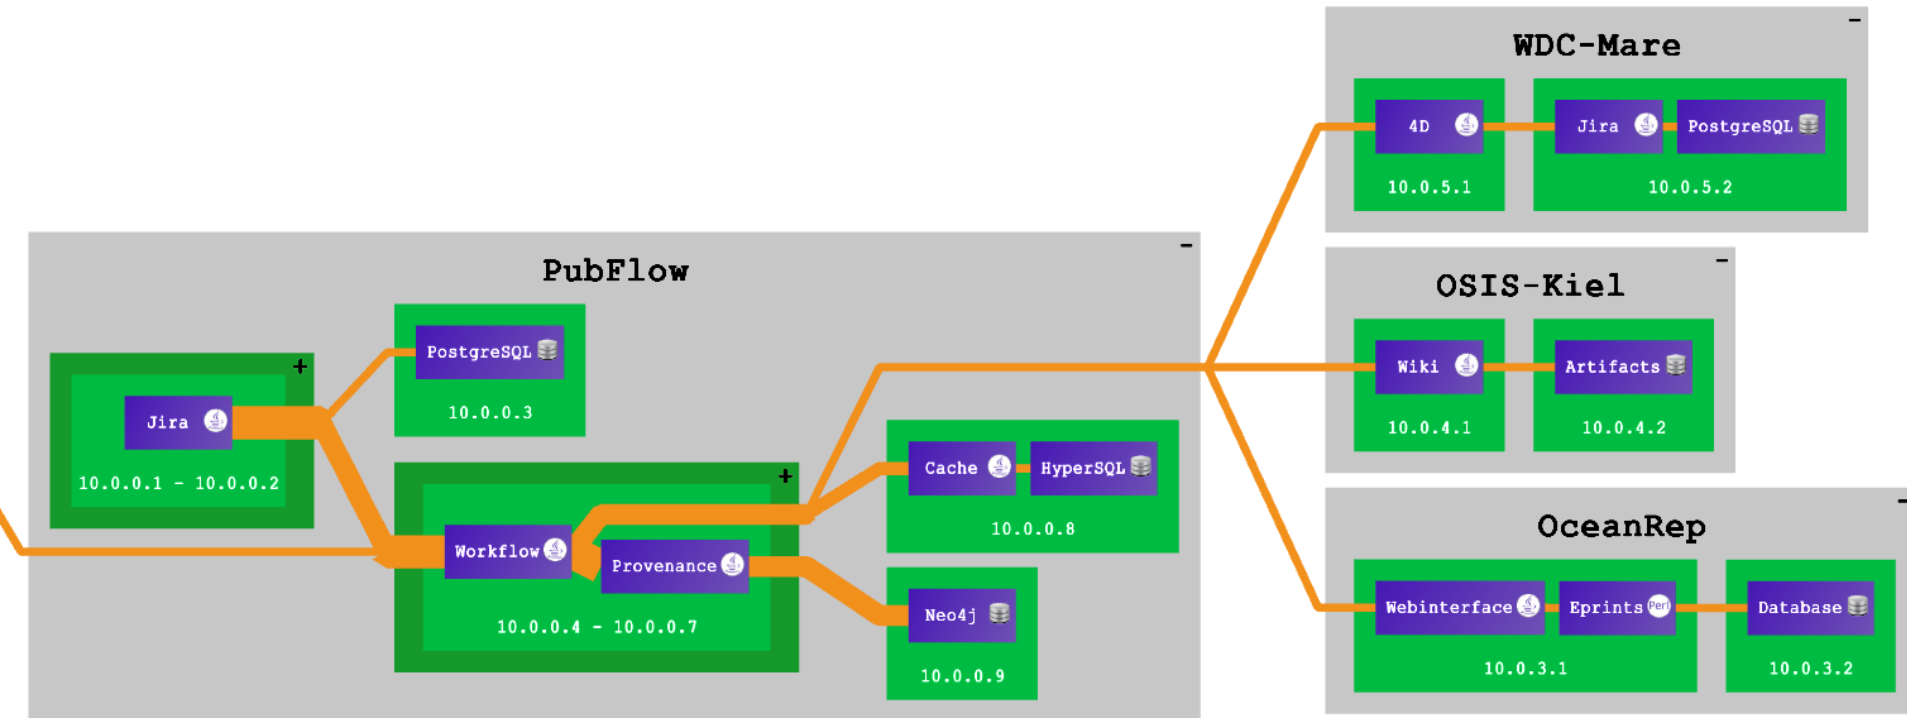 WDC-Mare
-
4D
Jira
PostgreSQL
10.0.5.1
10.0.5.2
PubFlow
-
OSIS-Kiel
-
PostgreSQL
10.0.0.3
+
Jira
10.0.0.1 - 10.0.0.2
Wiki
Artifacts
10.0.4.1
10.0.4.2
+
Workflow
Provenance
10.0.0.4 - 10.0.0.7
Cache
HyperSQL
10.0.0.8
Neo4j
10.0.0.9
OceanRep
-
Webinterface
Eprints
Perl
Database
10.0.3.1
10.0.3.2